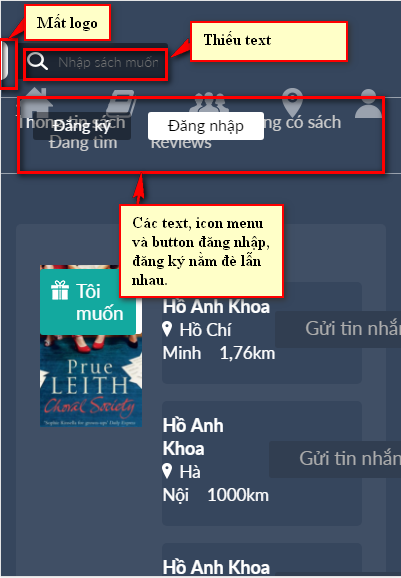 Mất logo
Thiếu text
Nhập sách muốn
Thông tin sách
ng có sách
Đăng ký
Đăng nhập
Đang tìm
Reviews
Các text, icon menu
và button đăng nhập,
đăng ký nằm đè lẫn
nhau.
Tôi
muốn
Prue
LEITH
Choral Society
Hồ Anh Khoa
Hồ Chí
Minh 1,76km
Gửi tin nhắn
Hồ Anh
Khoa
Hà
Nội 1000km
Gửi tin nhắn
Hồ Anh Khoa